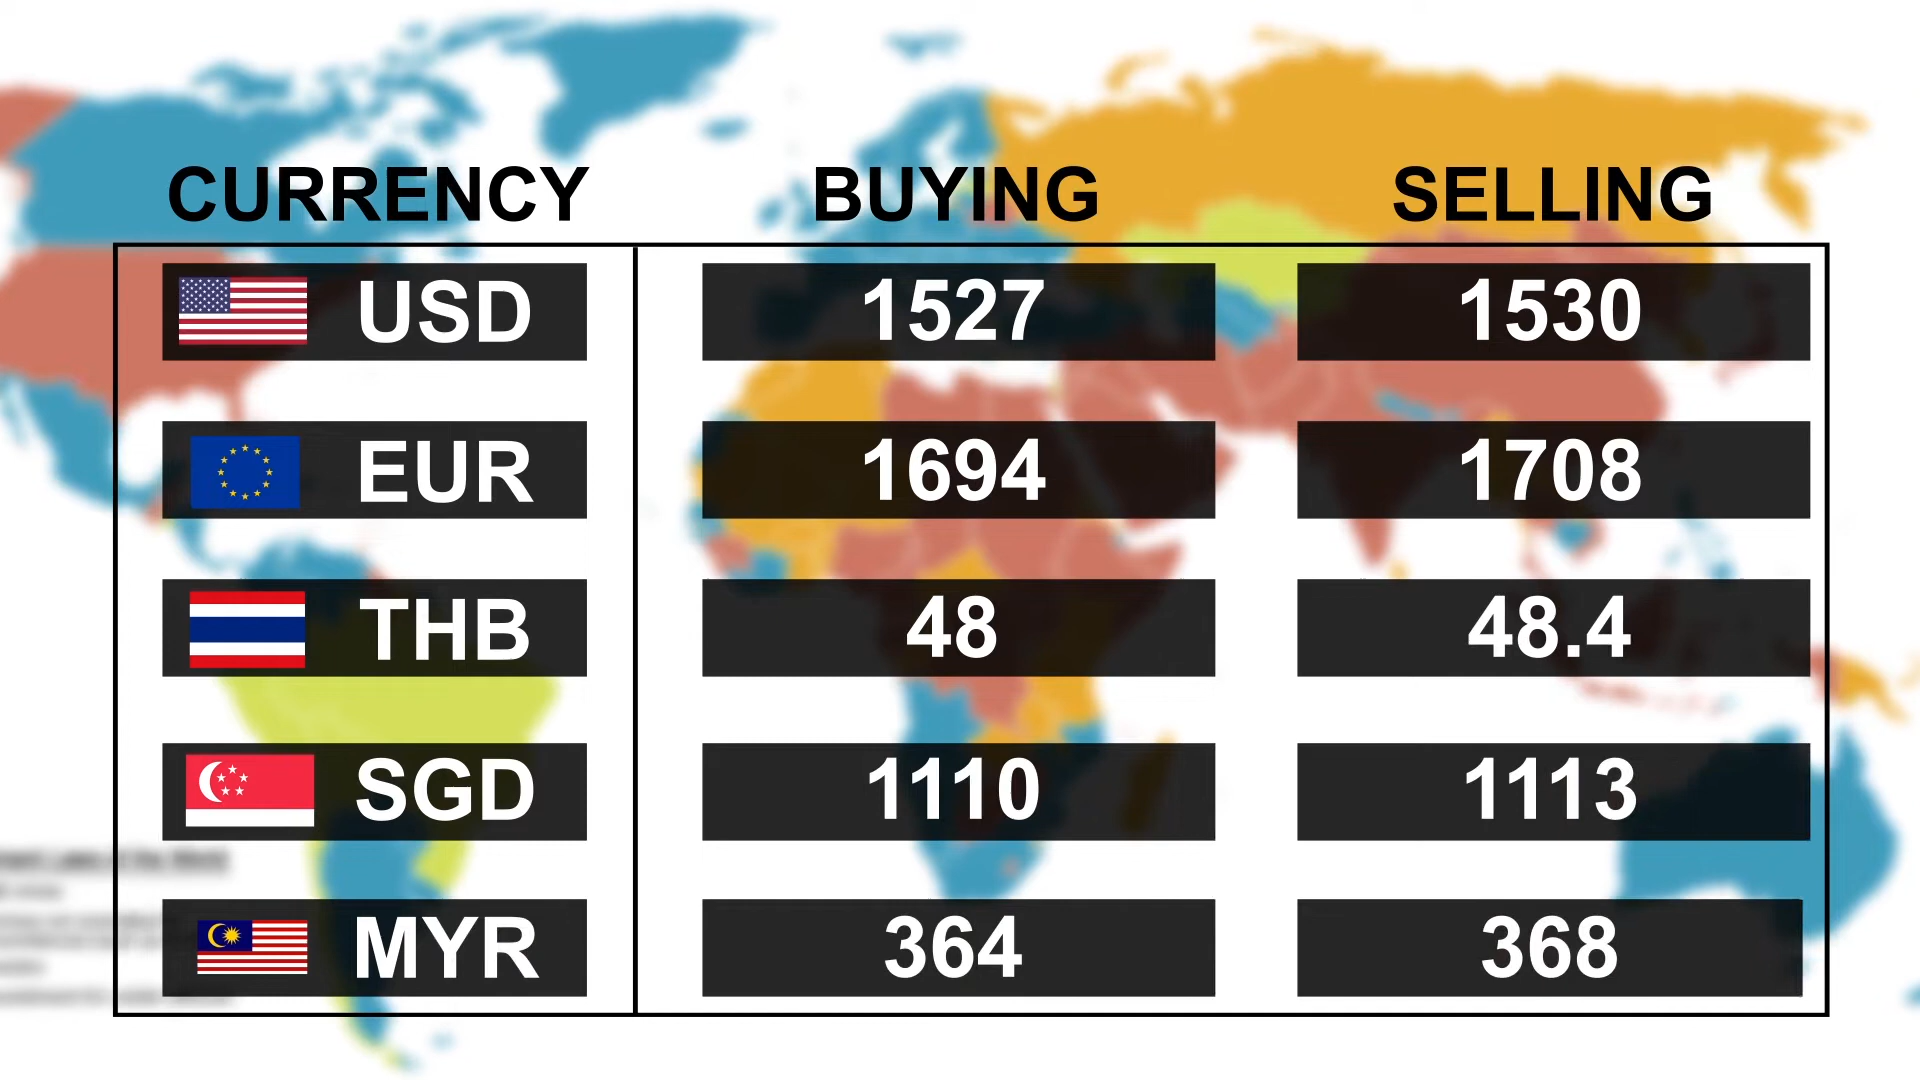 CURRENCY BUYING SELLING
USD 1527 1530
EUR 1694 1708
THB 48 48.4
SGD 1110 1113
MYR 364 368